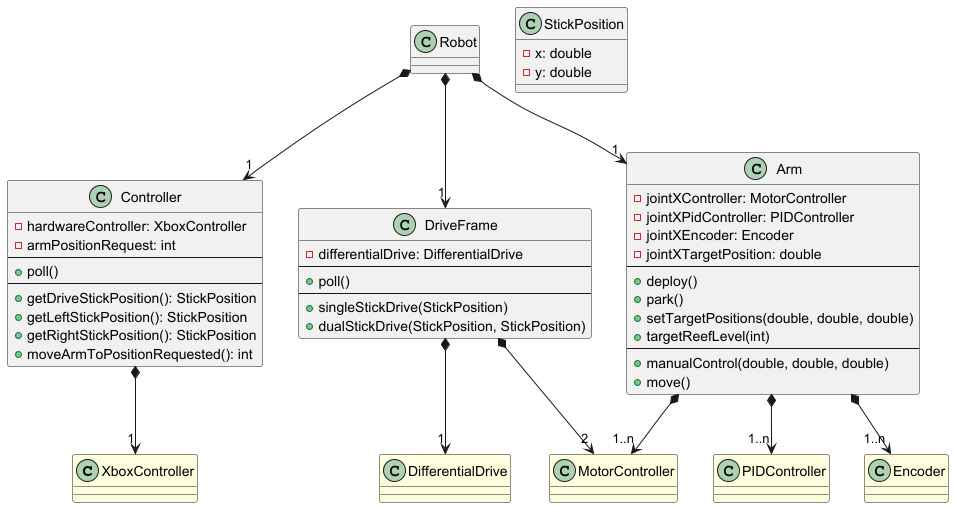 C Robot
C StickPosition
x: double
y: double
1
1
1
C Controller
hardwareController: XboxController
armPositionRequest: int
poll()
getDriveStickPosition(): StickPosition
getLeftStickPosition(): StickPosition
getRightStickPosition(): StickPosition
moveArmToPositionRequested(): int
C DriveFrame
differentialDrive: DifferentialDrive
poll()
singleStickDrive(StickPosition)
dualStickDrive(StickPosition, StickPosition)
C Arm
jointXController: MotorController
jointXPidController: PIDController
jointXEncoder: Encoder
jointXTargetPosition: double
deploy()
park()
setTargetPositions(double, double, double)
targetReefLevel(int)
manualControl(double, double, double)
move()
1
1
2
1..n
1..n
1..n
C XboxController
C DifferentialDrive
C MotorController
C PIDController
C Encoder